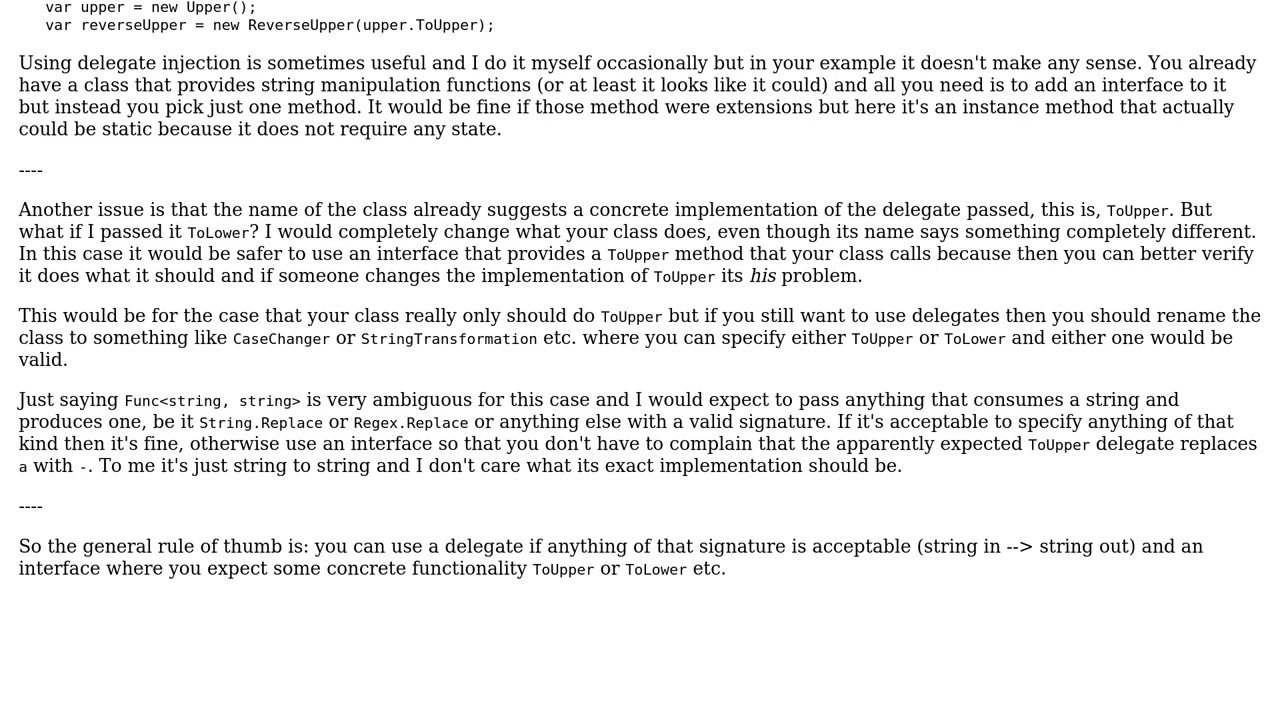 var upper = new Upper();
var reverseUpper = new ReverseUpper(upper.ToUpper);
Using delegate injection is sometimes useful and I do it myself occasionally but in your example it doesn't make any sense. You already
have a class that provides string manipulation functions (or at least it looks like it could) and all you need is to add an interface to it
but instead you pick just one method. It would be fine if those method were extensions but here it's an instance method that actually
could be static because it does not require any state.
----
Another issue is that the name of the class already suggests a concrete implementation of the delegate passed, this is, ToUpper. But
what if I passed it ToLower? I would completely change what your class does, even though its name says something completely different.
In this case it would be safer to use an interface that provides a ToUpper method that your class calls because then you can better verify
it does what it should and if someone changes the implementation of ToUpper its his problem.
This would be for the case that your class really only should do ToUpper but if you still want to use delegates then you should rename the
class to something like CaseChanger or StringTransformation etc. where you can specify either ToUpper or ToLower and either one would be
valid.
Just saying Func<string, string> is very ambiguous for this case and I would expect to pass anything that consumes a string and
produces one, be it String.Replace or Regex.Replace or anything else with a valid signature. If it's acceptable to specify anything of that
kind then it's fine, otherwise use an interface so that you don't have to complain that the apparently expected ToUpper delegate replaces
a with -. To me it's just string to string and I don't care what its exact implementation should be.
----
So the general rule of thumb is: you can use a delegate if anything of that signature is acceptable (string in --> string out) and an
interface where you expect some concrete functionality ToUpper or ToLower etc.